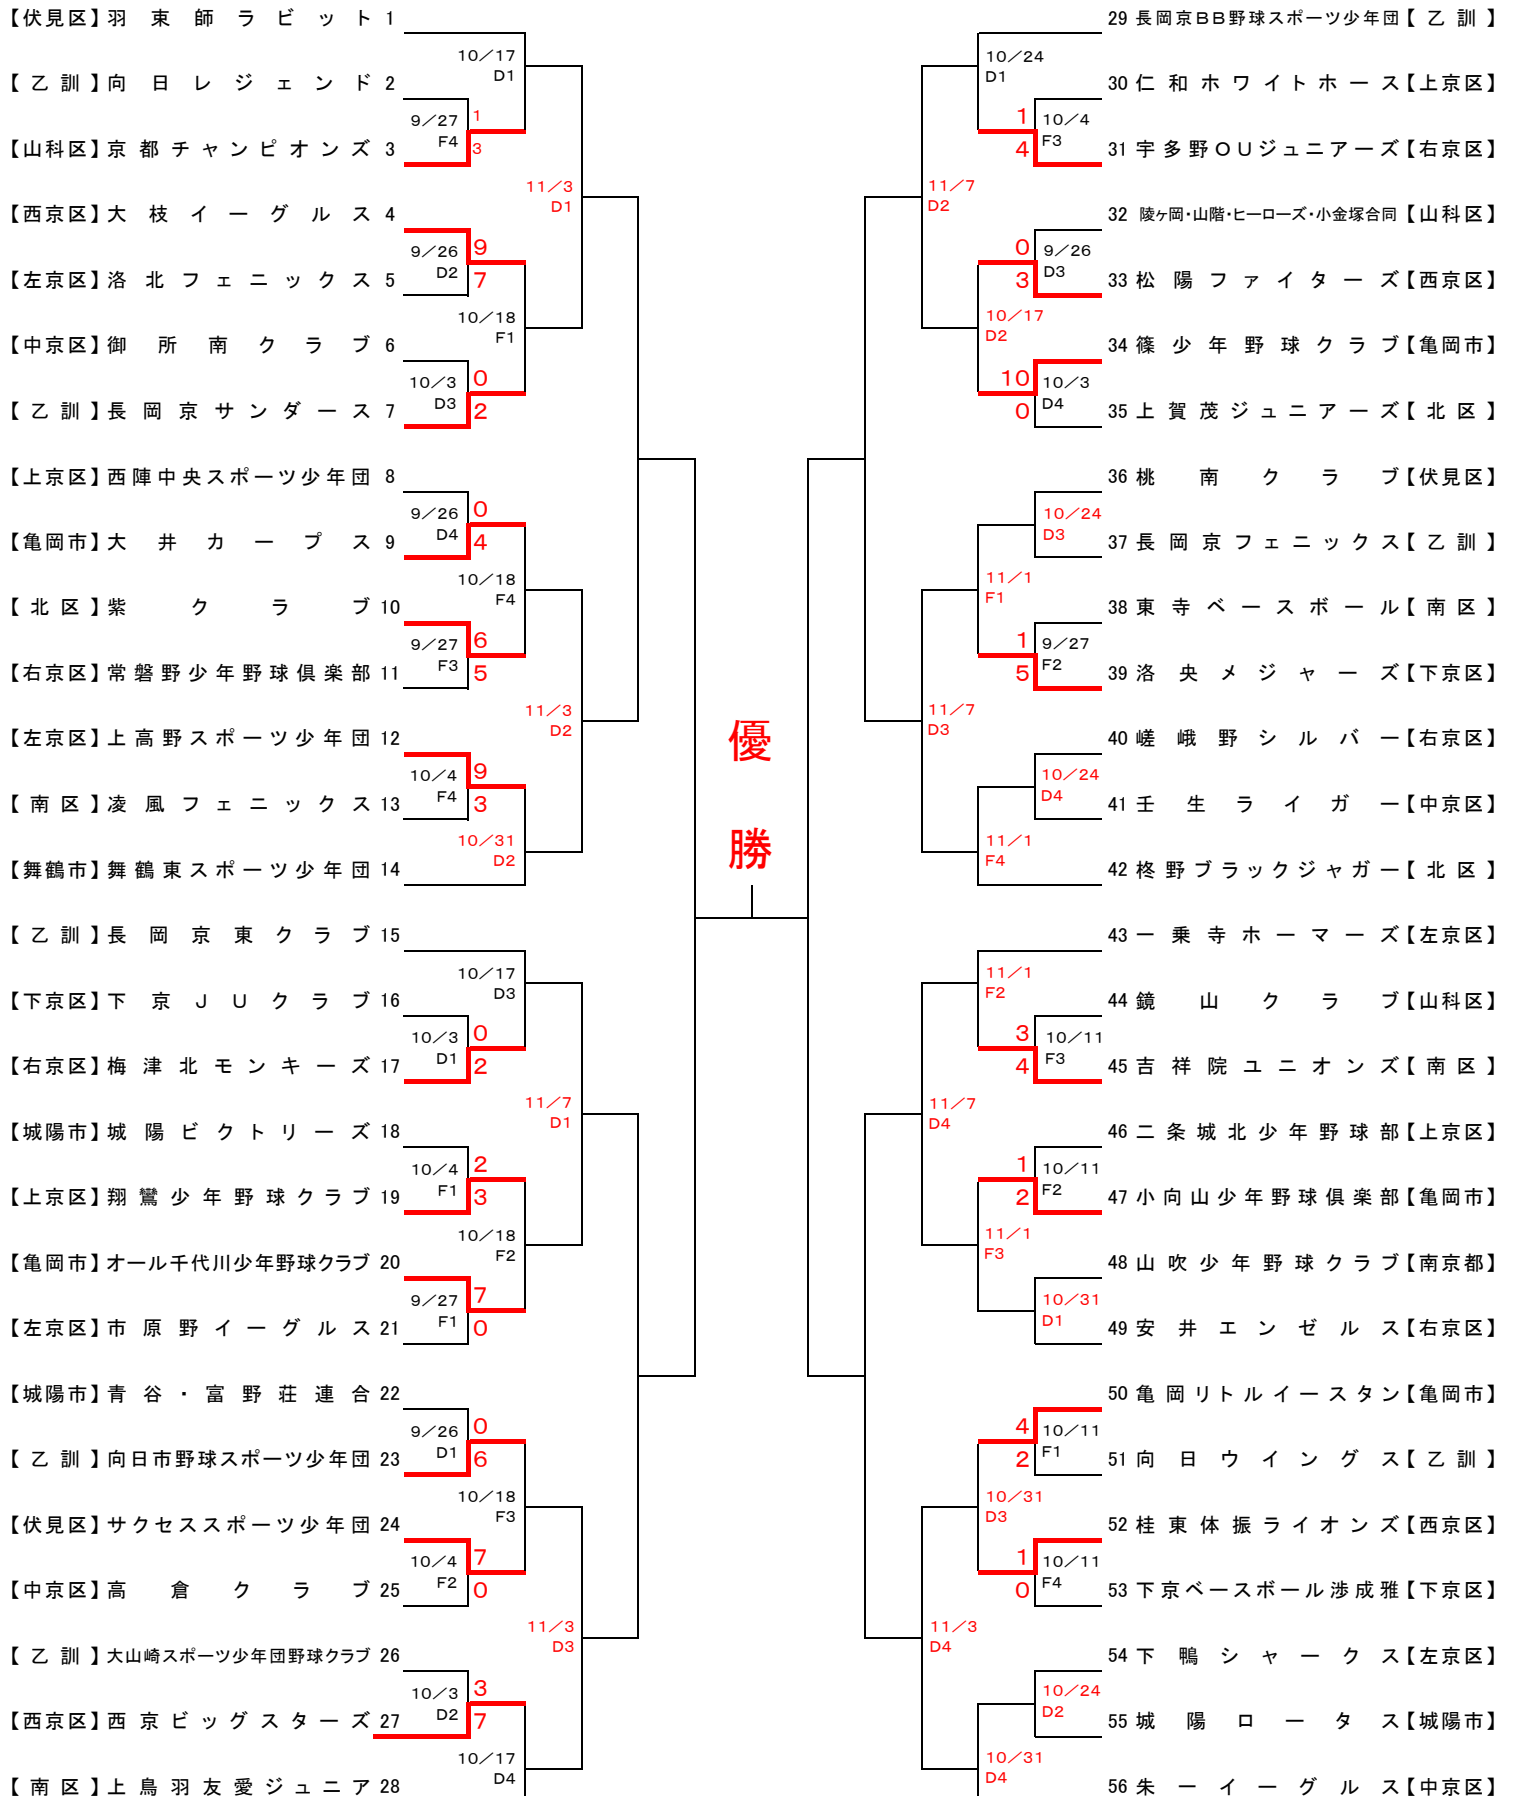 【伏見区】羽束師ラビット 1
10／17
D1
【乙訓】向日レジェンド 2
9／27
F4
1
3
【山科区】京都チャンピオンズ 3
11／3
D1
【西京区】大枝イーグルス 4
9／26
D2
9
7
【左京区】洛北フェニックス 5
10／18
F1
【中京区】御所南クラブ 6
10／3
D3
0
2
【乙訓】長岡京サンダース 7
【上京区】西陣中央スポーツ少年団 8
9／26
D4
0
4
【亀岡市】大井カープス 9
10／18
F4
【北区】紫クラブ 10
9／27
F3
6
5
【右京区】常磐野少年野球倶楽部 11
11／3
D2
【左京区】上高野スポーツ少年団 12
10／4
F4
9
3
【南区】凌風フェニックス 13
10／31
D2
【舞鶴市】舞鶴東スポーツ少年団 14
【乙訓】長岡京東クラブ 15
10／17
D3
【下京区】下京ＪＵクラブ 16
10／3
D1
0
2
【右京区】梅津北モンキーズ 17
11／7
D1
【城陽市】城陽ビクトリーズ 18
10／4
F1
2
3
【上京区】翔鸞少年野球クラブ 19
10／18
F2
【亀岡市】オール千代川少年野球クラブ 20
9／27
F1
7
0
【左京区】市原野イーグルス 21
【城陽市】青谷・富野荘連合 22
9／26
D1
0
6
【乙訓】向日市野球スポーツ少年団 23
10／18
F3
【伏見区】サクセススポーツ少年団 24
10／4
F2
7
0
【中京区】高倉クラブ 25
11／3
D3
【乙訓】大山崎スポーツ少年団野球クラブ 26
10／3
D2
3
7
【西京区】西京ビッグスターズ 27
10／17
D4
【南区】上鳥羽友愛ジュニア 28
優
勝
29 長岡京ＢＢ野球スポーツ少年団【乙訓】
10／24
D1
30 仁和ホワイトホース【上京区】
1
4
10／4
F3
31 宇多野ＯＵジュニアーズ【右京区】
11／7
D2
32 陵ヶ岡・山階・ヒーローズ・小金塚合同【山科区】
0
3
9／26
D3
33 松陽ファイターズ【西京区】
10／17
D2
34 篠少年野球クラブ【亀岡市】
10
0
10／3
D4
35 上賀茂ジュニアーズ【北区】
36 桃南クラブ【伏見区】
10／24
D3
37 長岡京フェニックス【乙訓】
11／1
F1
38 東寺ベースボール【南区】
1
5
9／27
F2
39 洛央メジャーズ【下京区】
11／7
D3
40 嵯峨野シルバー【右京区】
10／24
D4
41 壬生ライガー【中京区】
11／1
F4
42 柊野ブラックジャガー【北区】
43 一乗寺ホーマーズ【左京区】
11／1
F2
44 鏡山クラブ【山科区】
3
4
10／11
F3
45 吉祥院ユニオンズ【南区】
11／7
D4
46 二条城北少年野球部【上京区】
1
2
10／11
F2
47 小向山少年野球倶楽部【亀岡市】
11／1
F3
48 山吹少年野球クラブ【南京都】
10／31
D1
49 安井エンゼルス【右京区】
50 亀岡リトルイースタン【亀岡市】
4
2
10／11
F1
51 向日ウイングス【乙訓】
10／31
D3
52 桂東体振ライオンズ【西京区】
1
0
10／11
F4
53 下京ベースボール渉成雅【下京区】
11／3
D4
54 下鴨シャークス【左京区】
10／24
D2
55 城陽ロータス【城陽市】
10／31
D4
56 朱一イーグルス【中京区】